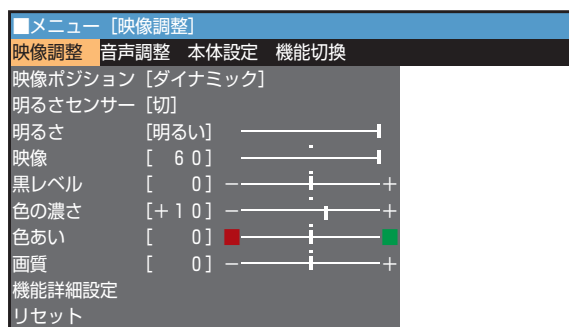 ■メニュー [映像調整]
映像調整 音声調整 本体設定 機能切換
映像ポジション [ダイナミック]
明るさセンサー [切]
明るさ [明るい]
映像 [ 60]
黒レベル [ 0] − +
色の濃さ [+10] − +
色あい [ 0]
画質 [ 0] − +
機能詳細設定
リセット